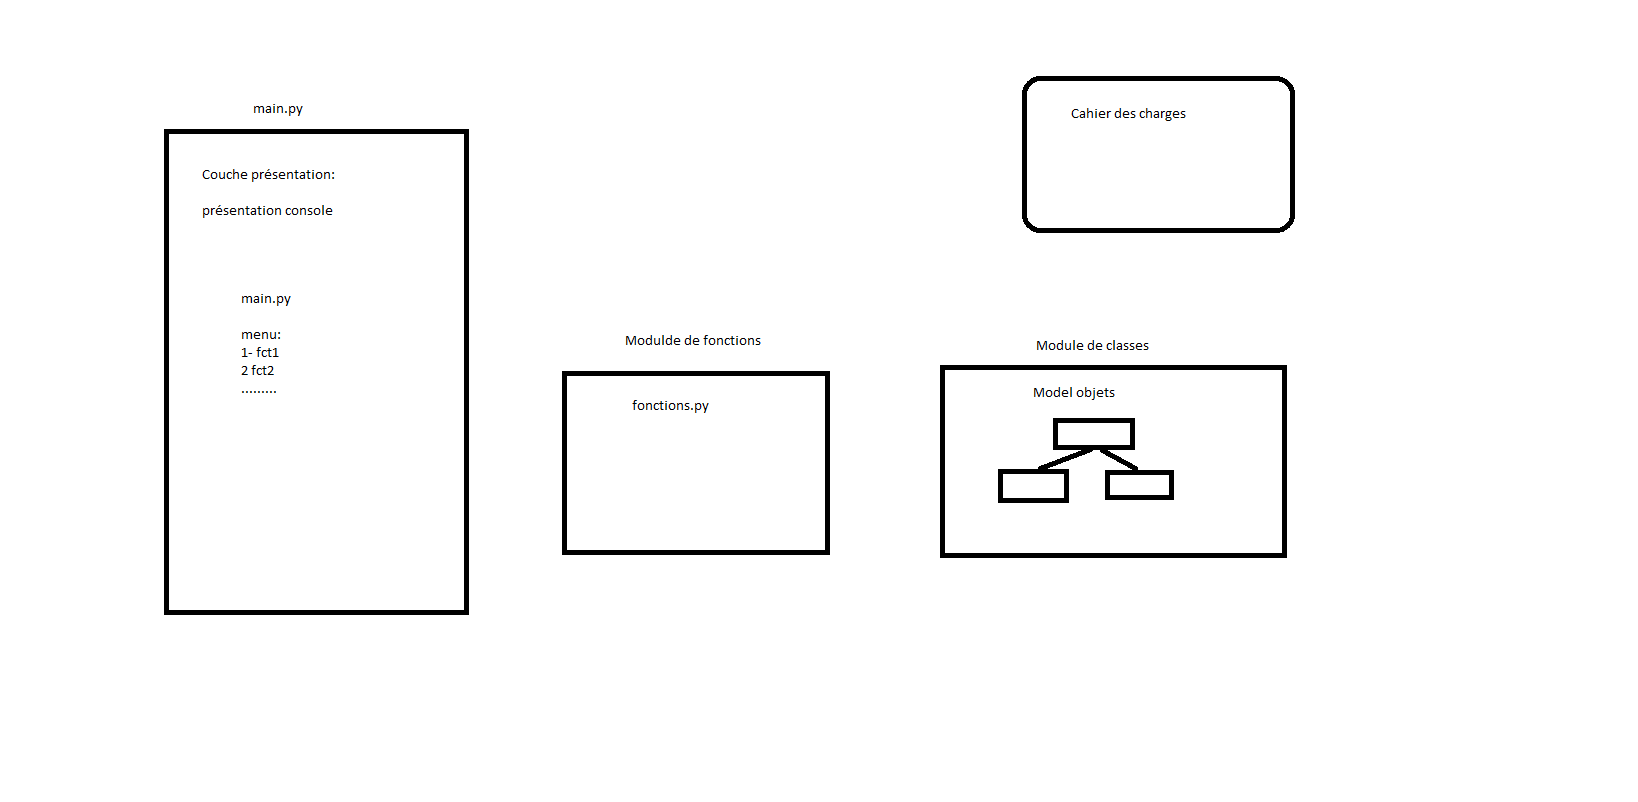 main.py
Couche présentation:
présentation console
main.py
menu:
1- fct1
2 fct2
.........
Modulde de fonctions
fonctions.py
Cahier des charges
Module de classes
Model objets